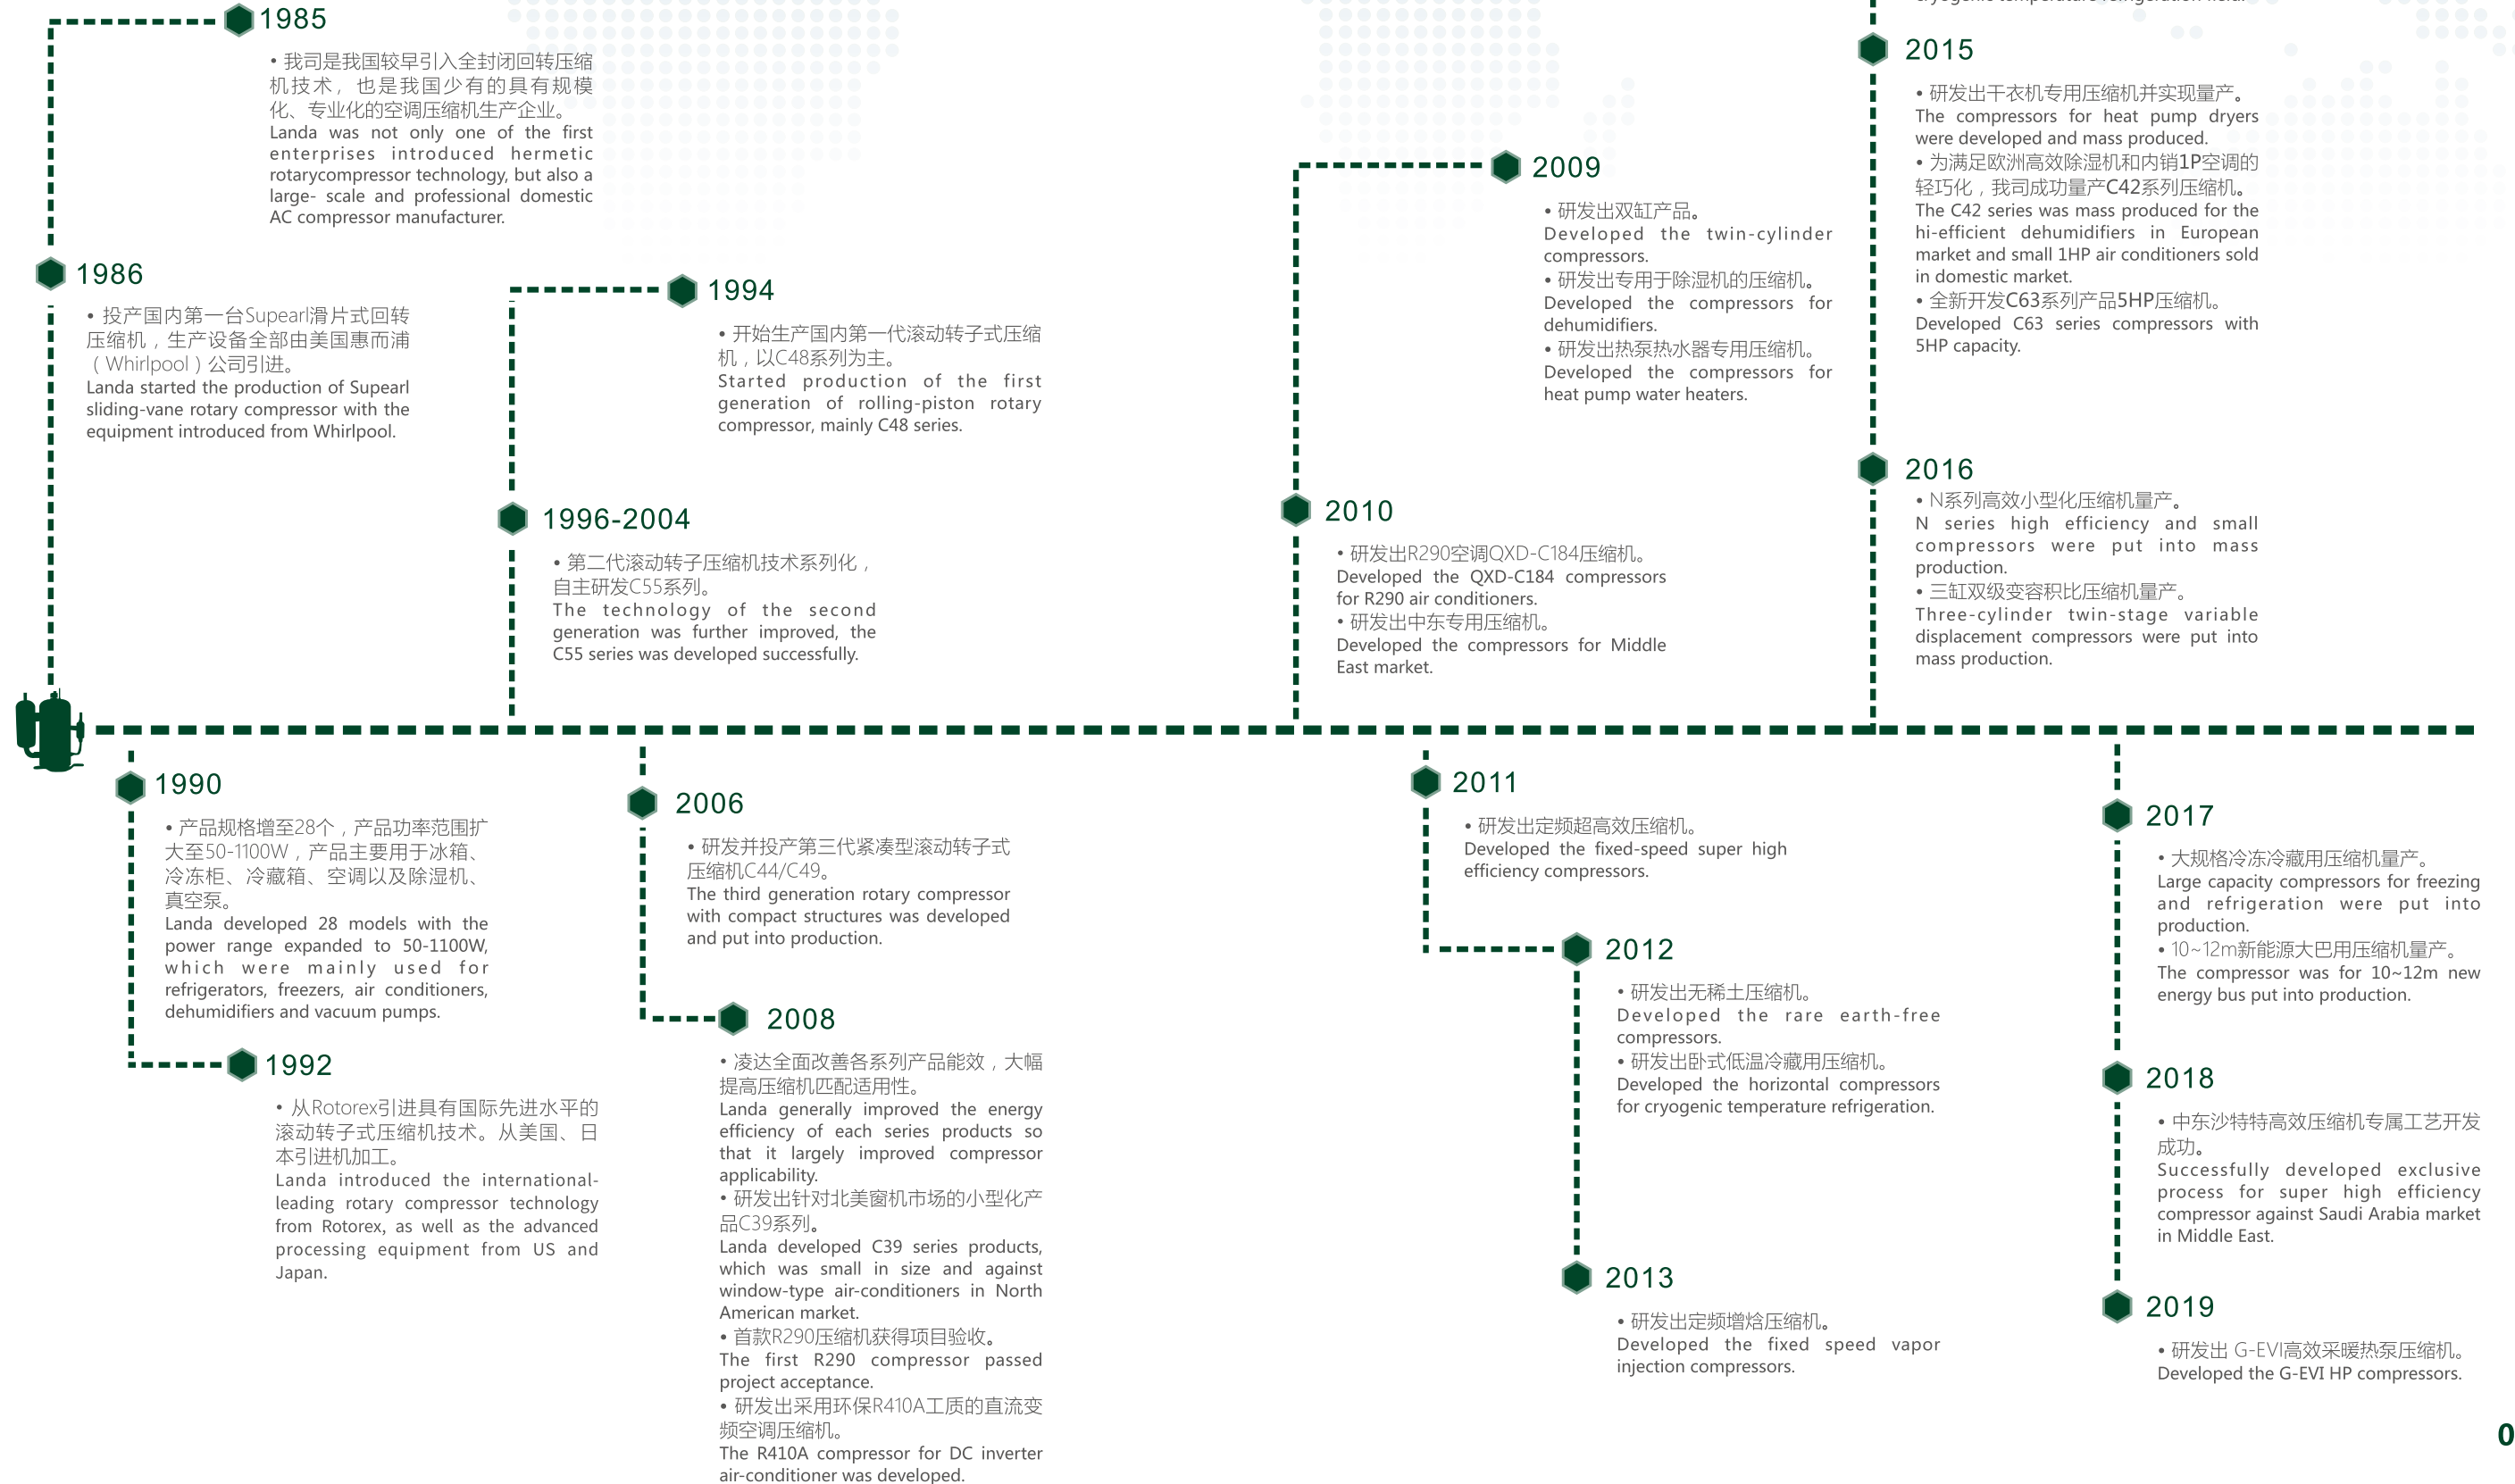 1985
• 我司是我国较早引入全封闭回转压缩
机技术，也是我国少有的具有规模
化、专业化的空调压缩机生产企业。
Landa was not only one of the first
enterprises introduced hermetic
rotarycompressor technology, but also a
large- scale and professional domestic
AC compressor manufacturer.
1986
• 投产国内第一台Supearl滑片式回转
压缩机，生产设备全部由美国惠而浦
（Whirlpool）公司引进。
Landa started the production of Supearl
sliding-vane rotary compressor with the
equipment introduced from Whirlpool.
1994
• 开始生产国内第一代滚动转子式压缩
机，以C48系列为主。
Started production of the first
generation of rolling-piston rotary
compressor, mainly C48 series.
1996-2004
• 第二代滚动转子压缩机技术系列化，
自主研发C55系列。
The technology of the second
generation was further improved, the
C55 series was developed successfully.
2009
• 研发出双缸产品。
Developed the twin-cylinder
compressors.
• 研发出专用于除湿机的压缩机。
Developed the compressors for
dehumidifiers.
• 研发出热泵热水器专用压缩机。
Developed the compressors for
heat pump water heaters.
2010
• 研发出R290空调QXD-C184压缩机。
Developed the QXD-C184 compressors
for R290 air conditioners.
• 研发出中东专用压缩机。
Developed the compressors for Middle
East market.
2015
• 研发出干衣机专用压缩机并实现量产。
The compressors for heat pump dryers
were developed and mass produced.
• 为满足欧洲高效除湿机和内销1P空调的
轻巧化，我司成功量产C42系列压缩机。
The C42 series was mass produced for the
hi-efficient dehumidifiers in European
market and small 1HP air conditioners sold
in domestic market.
• 全新开发C63系列产品5HP压缩机。
Developed C63 series compressors with
5HP capacity.
2016
• N系列高效小型化压缩机量产。
N series high efficiency and small
compressors were put into mass
production.
• 三缸双级变容积比压缩机量产。
Three-cylinder twin-stage variable
displacement compressors were put into
mass production.
1990
• 产品规格增至28个，产品功率范围扩
大至50-1100W，产品主要用于冰箱、
冷冻柜、冷藏箱、空调以及除湿机、
真空泵。
Landa developed 28 models with the
power range expanded to 50-1100W,
which were mainly used for
refrigerators, freezers, air conditioners,
dehumidifiers and vacuum pumps.
1992
• 从Rotorex引进具有国际先进水平的
滚动转子式压缩机技术。从美国、日
本引进机加工。
Landa introduced the international-
leading rotary compressor technology
from Rotorex, as well as the advanced
processing equipment from US and
Japan.
2006
• 研发并投产第三代紧凑型滚动转子式
压缩机C44/C49。
The third generation rotary compressor
with compact structures was developed
and put into production.
2008
• 凌达全面改善各系列产品能效，大幅
提高压缩机匹配适用性。
Landa generally improved the energy
efficiency of each series products so
that it largely improved compressor
applicability.
• 研发出针对北美窗机市场的小型化产
品C39系列。
Landa developed C39 series products,
which was small in size and against
window-type air-conditioners in North
American market.
• 首款R290压缩机获得项目验收。
The first R290 compressor passed
project acceptance.
• 研发出采用环保R410A工质的直流变
频空调压缩机。
The R410A compressor for DC inverter
air-conditioner was developed.
2011
• 研发出定频超高效压缩机。
Developed the fixed-speed super high
efficiency compressors.
2012
• 研发出无稀土压缩机。
Developed the rare earth-free
compressors.
• 研发出卧式低温冷藏用压缩机。
Developed the horizontal compressors
for cryogenic temperature refrigeration.
2013
• 研发出定频增焓压缩机。
Developed the fixed speed vapor
injection compressors.
2017
• 大规格冷冻冷藏用压缩机量产。
Large capacity compressors for freezing
and refrigeration were put into
production.
• 10~12m新能源大巴用压缩机量产。
The compressor was for 10~12m new
energy bus put into production.
2018
• 中东沙特特高效压缩机专属工艺开发
成功。
Successfully developed exclusive
process for super high efficiency
compressor against Saudi Arabia market
in Middle East.
2019
• 研发出 G-EVI高效采暖热泵压缩机。
Developed the G-EVI HP compressors.
0